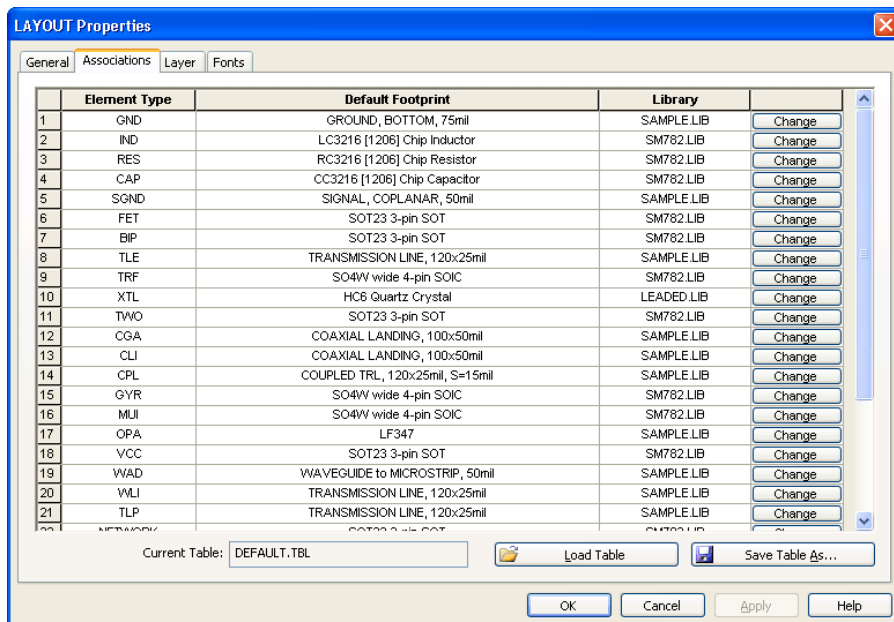 LAYOUT Properties
General Associations Layer Fonts
Element Type Default Footprint Library
1 GND GROUND, BOTTOM, 75mil SAMPLE.LIB Change
2 IND LC3216 [1206] Chip Inductor SM782.LIB Change
3 RES RC3216 [1206] Chip Resistor SM782.LIB Change
4 CAP CC3216 [1206] Chip Capacitor SM782.LIB Change
5 SGND SIGNAL, COPLANAR, 50mil SAMPLE.LIB Change
6 FET SOT23 3-pin SOT SM782.LIB Change
7 BIP SOT23 3-pin SOT SM782.LIB Change
8 TLE TRANSMISSION LINE, 120x25mil SAMPLE.LIB Change
9 TRF SO4W wide 4-pin SOIC SM782.LIB Change
10 XTL HC6 Quartz Crystal LEADED.LIB Change
11 TWO SOT23 3-pin SOT SM782.LIB Change
12 CGA COAXIAL LANDING, 100x50mil SAMPLE.LIB Change
13 CLI COAXIAL LANDING, 100x50mil SAMPLE.LIB Change
14 CPL COUPLED TRL, 120x25mil, S=15mil SAMPLE.LIB Change
15 GYR SO4W wide 4-pin SOIC SM782.LIB Change
16 MUI SO4W wide 4-pin SOIC SM782.LIB Change
17 OPA LF347 SAMPLE.LIB Change
18 VCC SOT23 3-pin SOT SM782.LIB Change
19 WAD WAVEGUIDE to MICROSTRIP, 50mil SAMPLE.LIB Change
20 WLI TRANSMISSION LINE, 120x25mil SAMPLE.LIB Change
21 TLP TRANSMISSION LINE, 120x25mil SAMPLE.LIB Change
22 NETWORK SOT23 3-pin SOT SM782.LIB
Current Table: DEFAULT.TBL Load Table Save Table As...
OK Cancel Apply Help